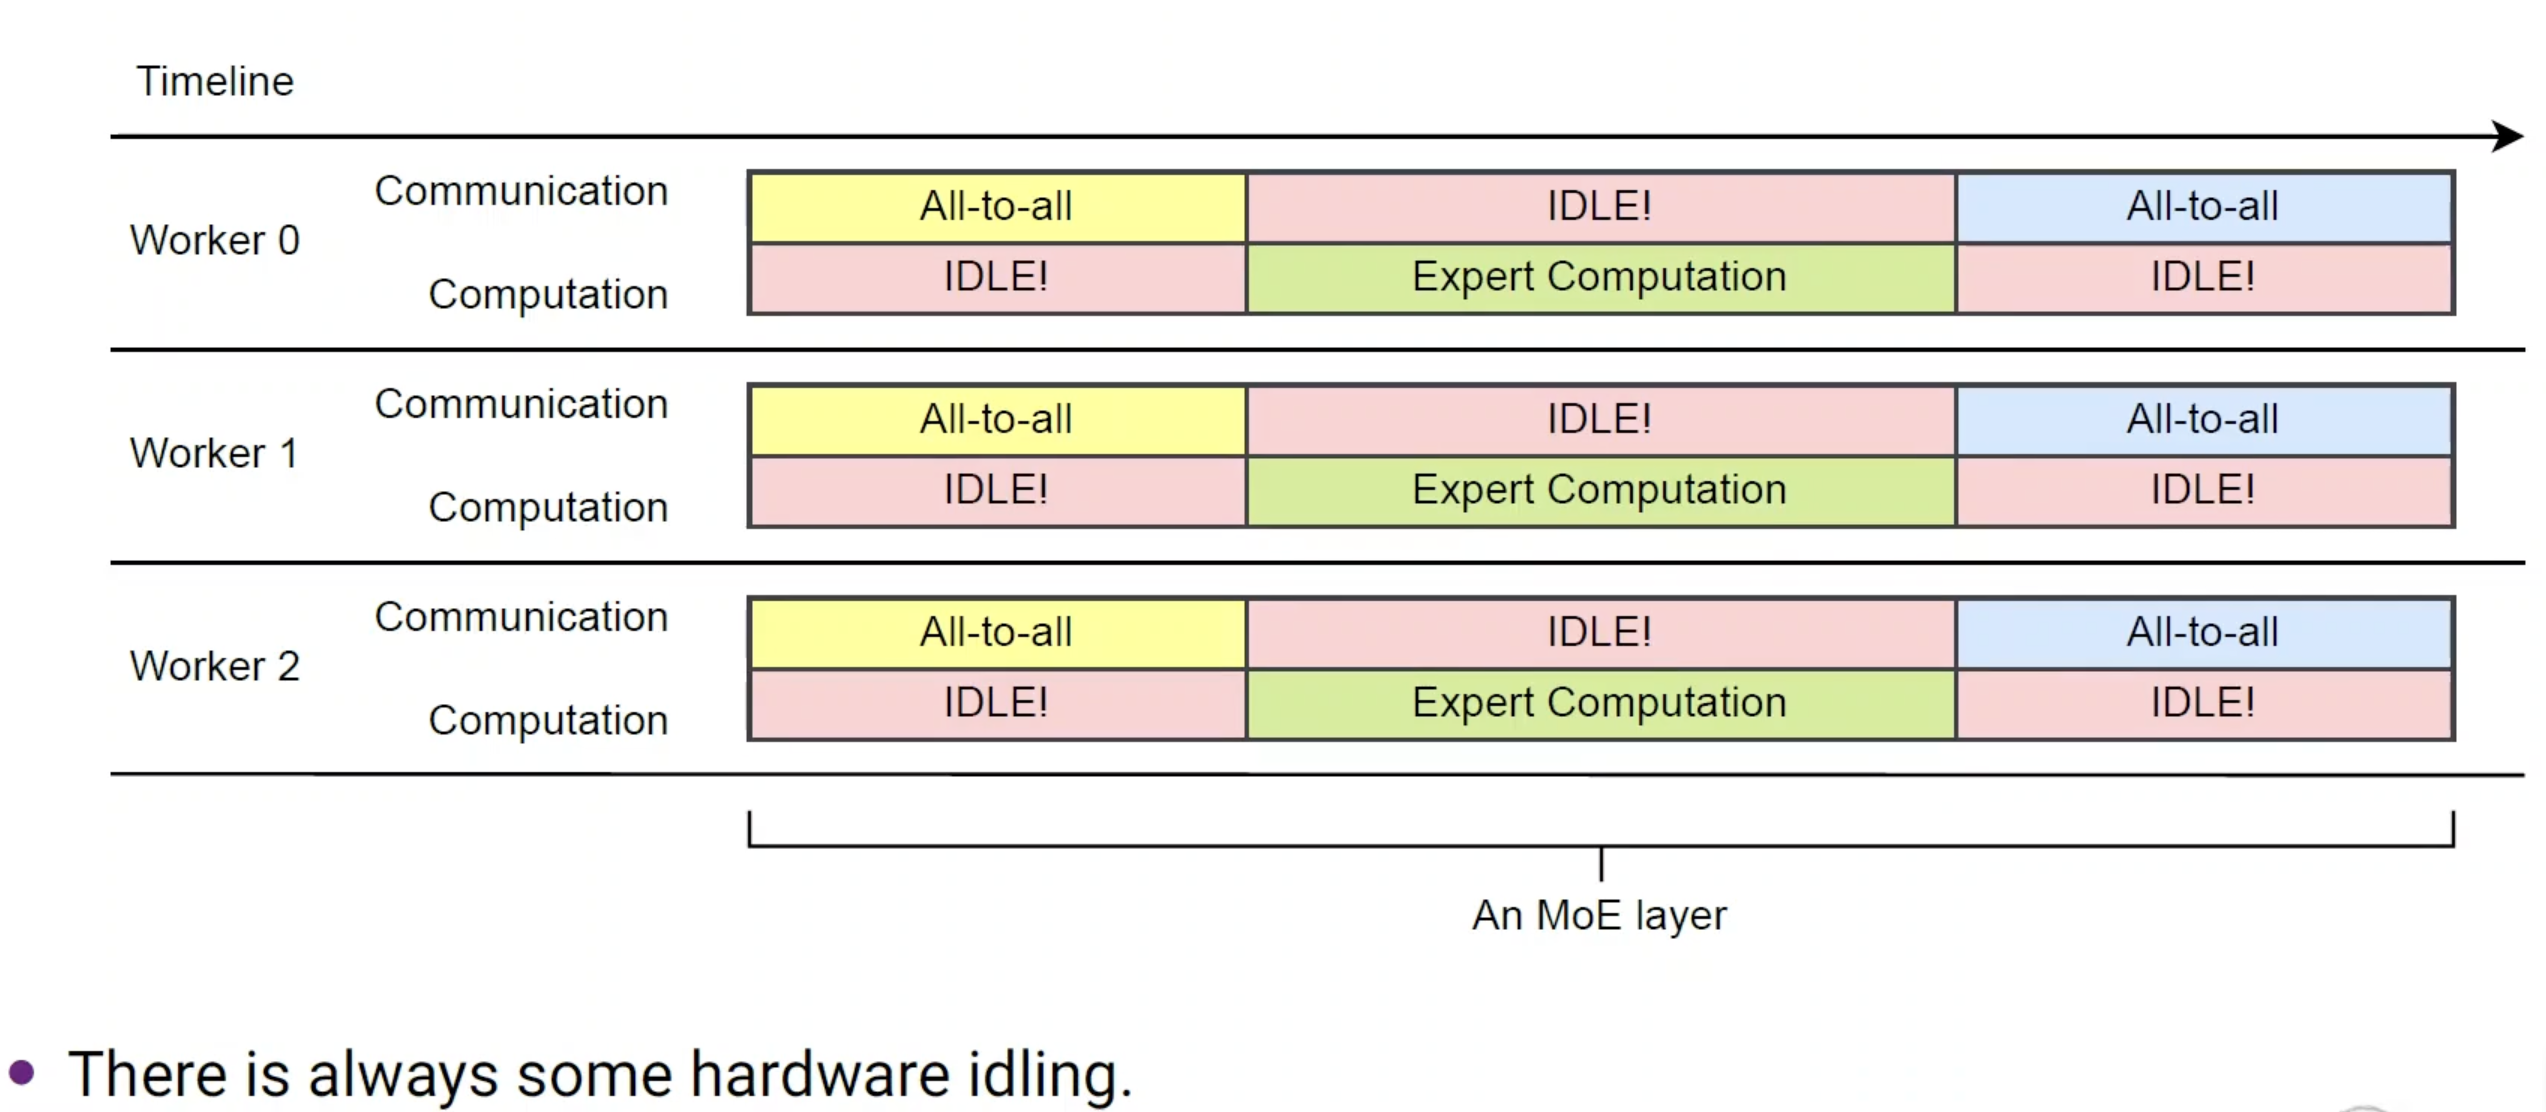 Timeline
Communication
All-to-all
IDLE!
All-to-all
Worker 0
Computation
IDLE!
Expert Computation
IDLE!
Communication
All-to-all
IDLE!
All-to-all
Worker 1
Computation
IDLE!
Expert Computation
IDLE!
Communication
All-to-all
IDLE!
All-to-all
Worker 2
Computation
IDLE!
Expert Computation
IDLE!
An MoE layer
• There is always some hardware idling.